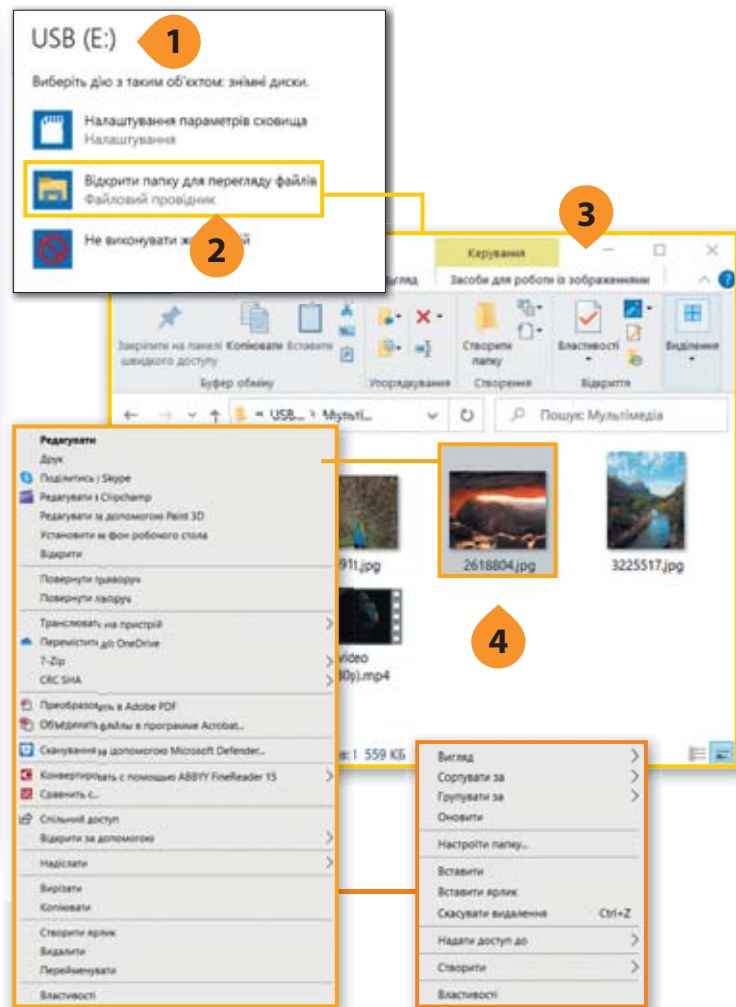 USB (E:)
1
Виберіть дію з таким об'єктом: знімні диски.
Налаштування параметрів сховища
Налаштування
Відкрити папку для перегляду файлів
Файловий провідник
2
Не виконувати
3
Керування
Засоби для роботи із зображеннями
Закріпити на панелі швидкого доступу
Копіювати
Вставити
Створити папку
Властивості
Виділення
Буфер обміну
Упорядкування
Створення
Відкриття
« USB... › Мульті...
Пошук: Мультимедіа
2618804.jpg
3225517.jpg
4
video
559 КБ
Редагувати
Друк
Поділитись у Skype
Редагувати в Clipchamp
Редагувати за допомогою Paint 3D
Установити як фон робочого стола
Відкрити
Повернути праворуч
Повернути ліворуч
Транслювати на пристрій
Перемістити до OneDrive
7-Zip
CRC SHA
Преобразовать в Adobe PDF
Объединить файлы в программе Acrobat...
Сканування за допомогою Microsoft Defender...
Конвертировать с помощью ABBYY FineReader 15
Сравнить с...
Спільний доступ
Відкрити за допомогою
Надіслати
Вирізати
Копіювати
Створити ярлик
Видалити
Перейменувати
Властивості
Вигляд
Сортувати за
Групувати за
Оновити
Настроїти папку...
Вставити
Вставити ярлик
Скасувати видалення Ctrl+Z
Надати доступ до
Створити
Властивості